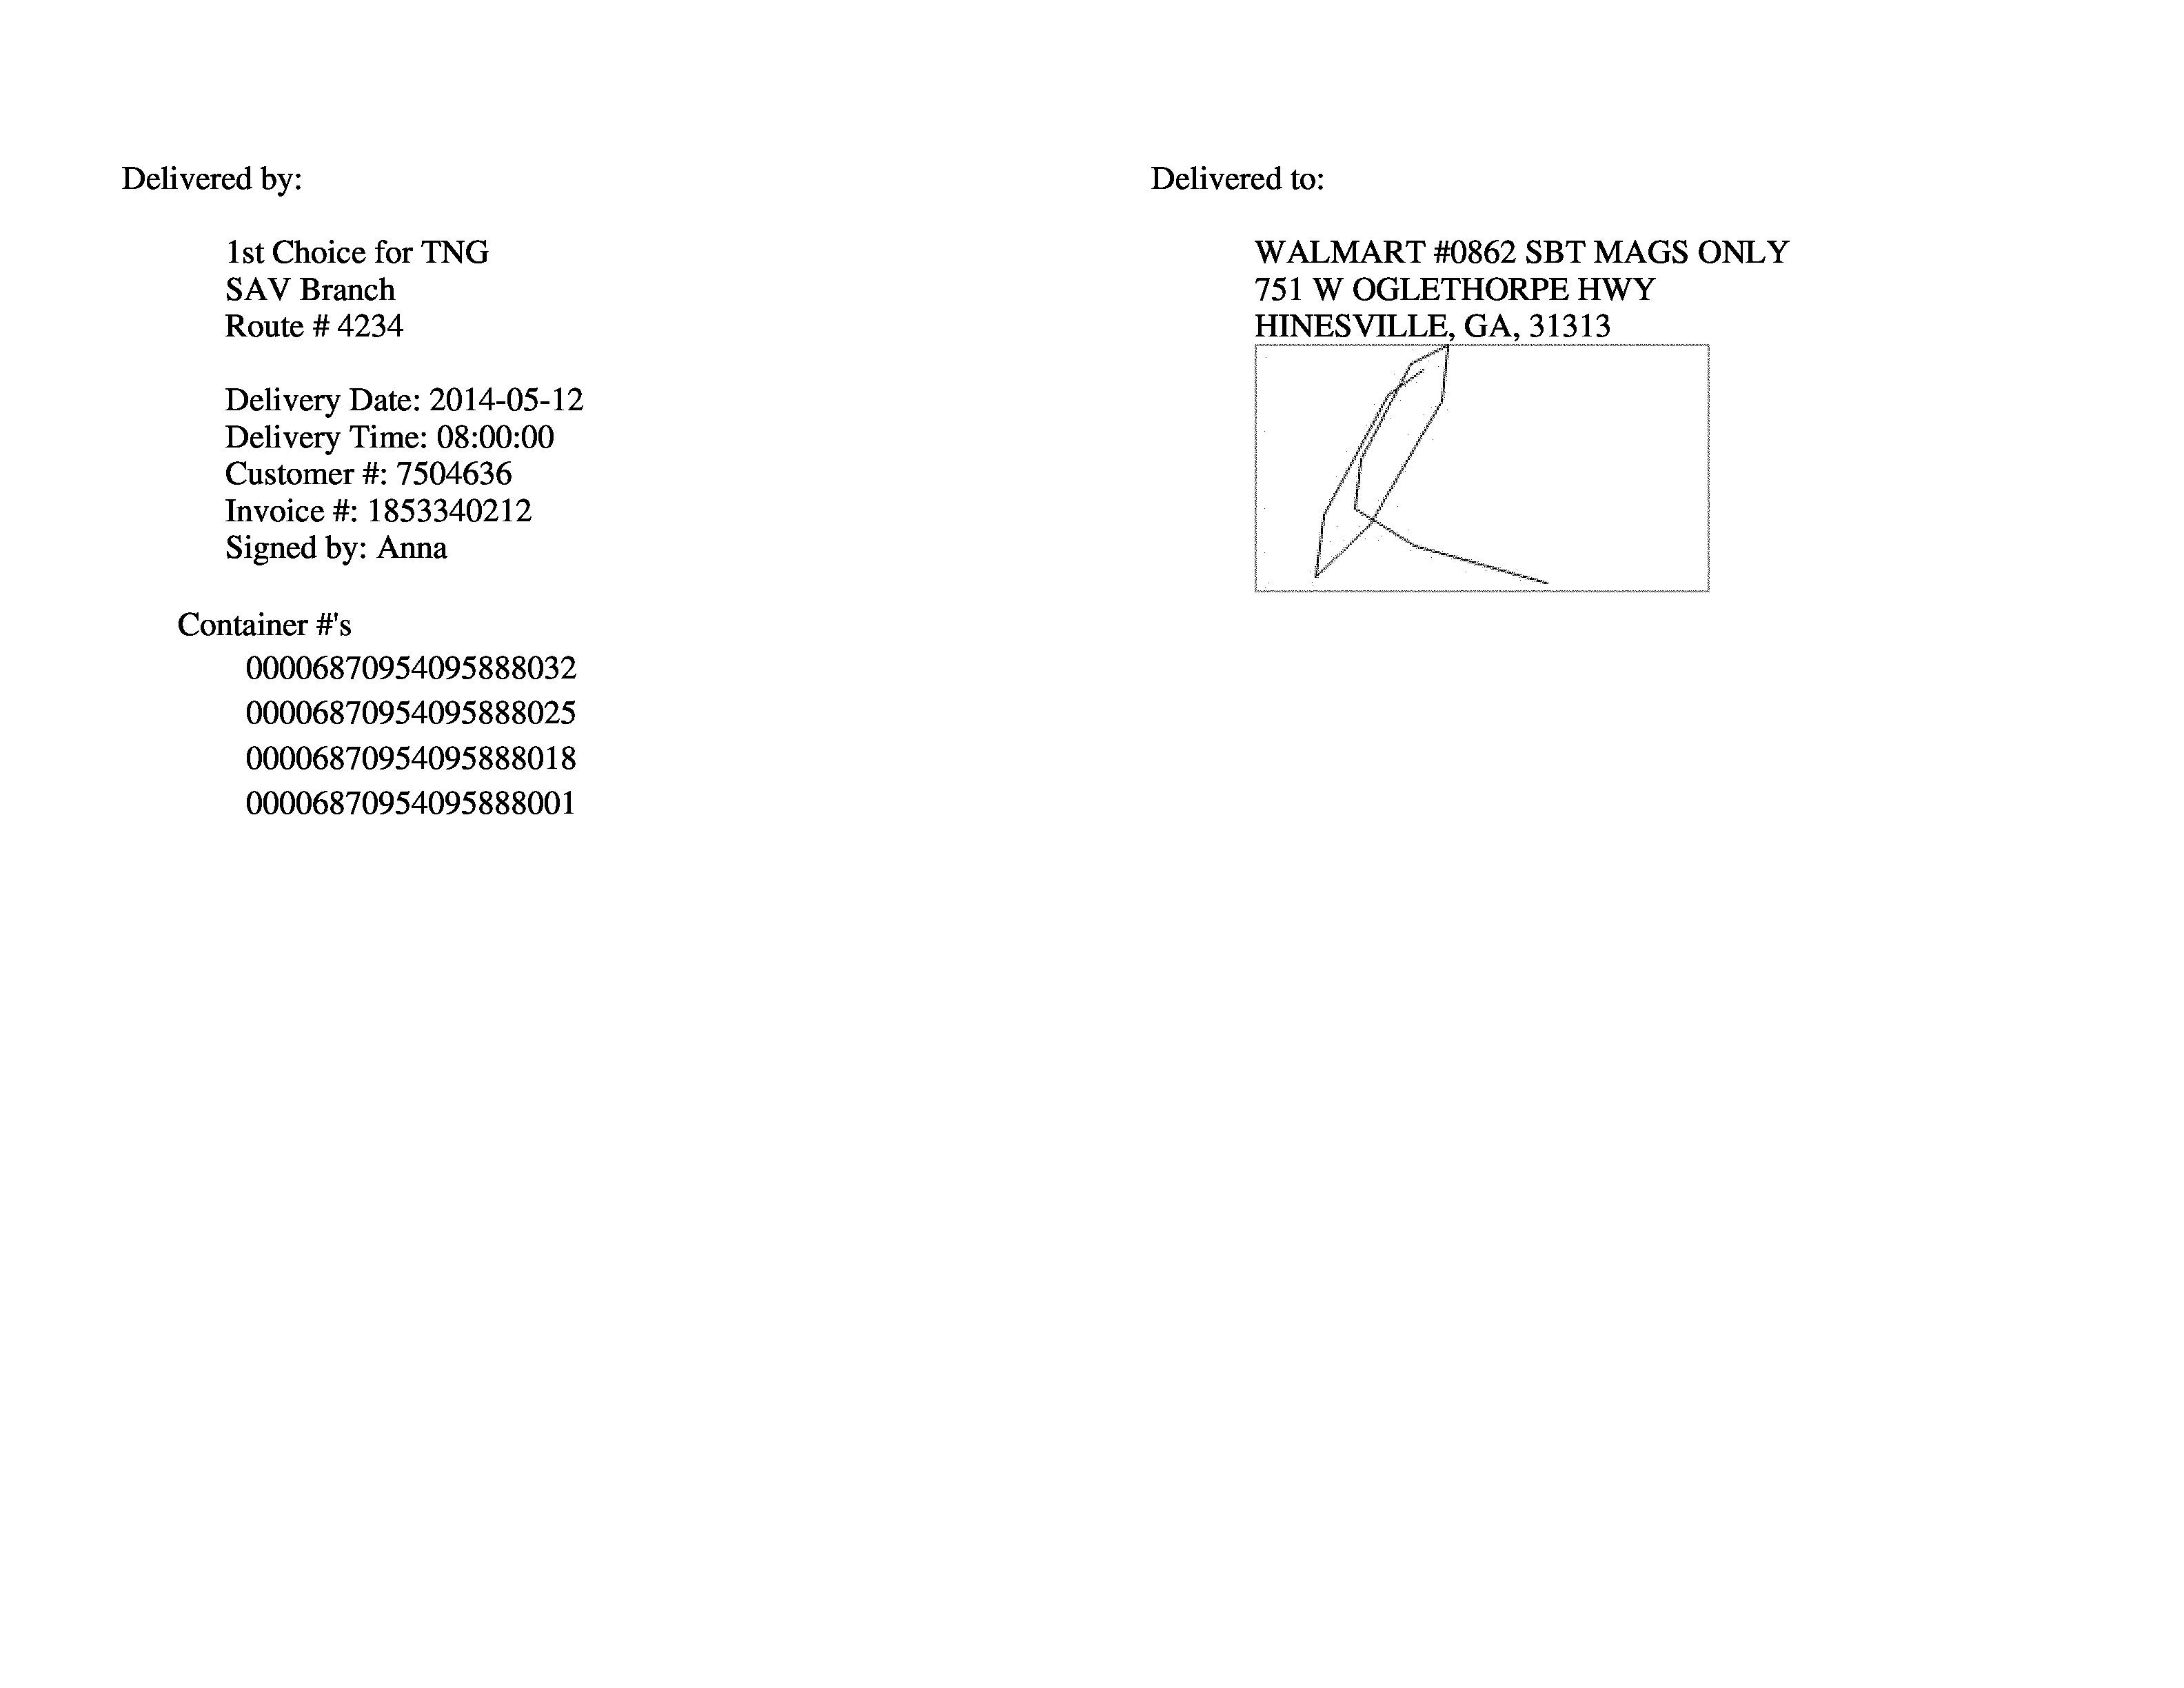 Delivered by:
1st Choice for TNG
SAV Branch
Route # 4234
Delivery Date: 2014-05-12
Delivery Time: 08:00:00
Customer #: 7504636
Invoice #: 1853340212
Signed by: Anna
Container #'s
00006870954095888032
00006870954095888025
00006870954095888018
00006870954095888001
Delivered to:
WALMART #0862 SBT MAGS ONLY
751 W OGLETHORPE HWY
HINESVILLE, GA, 31313